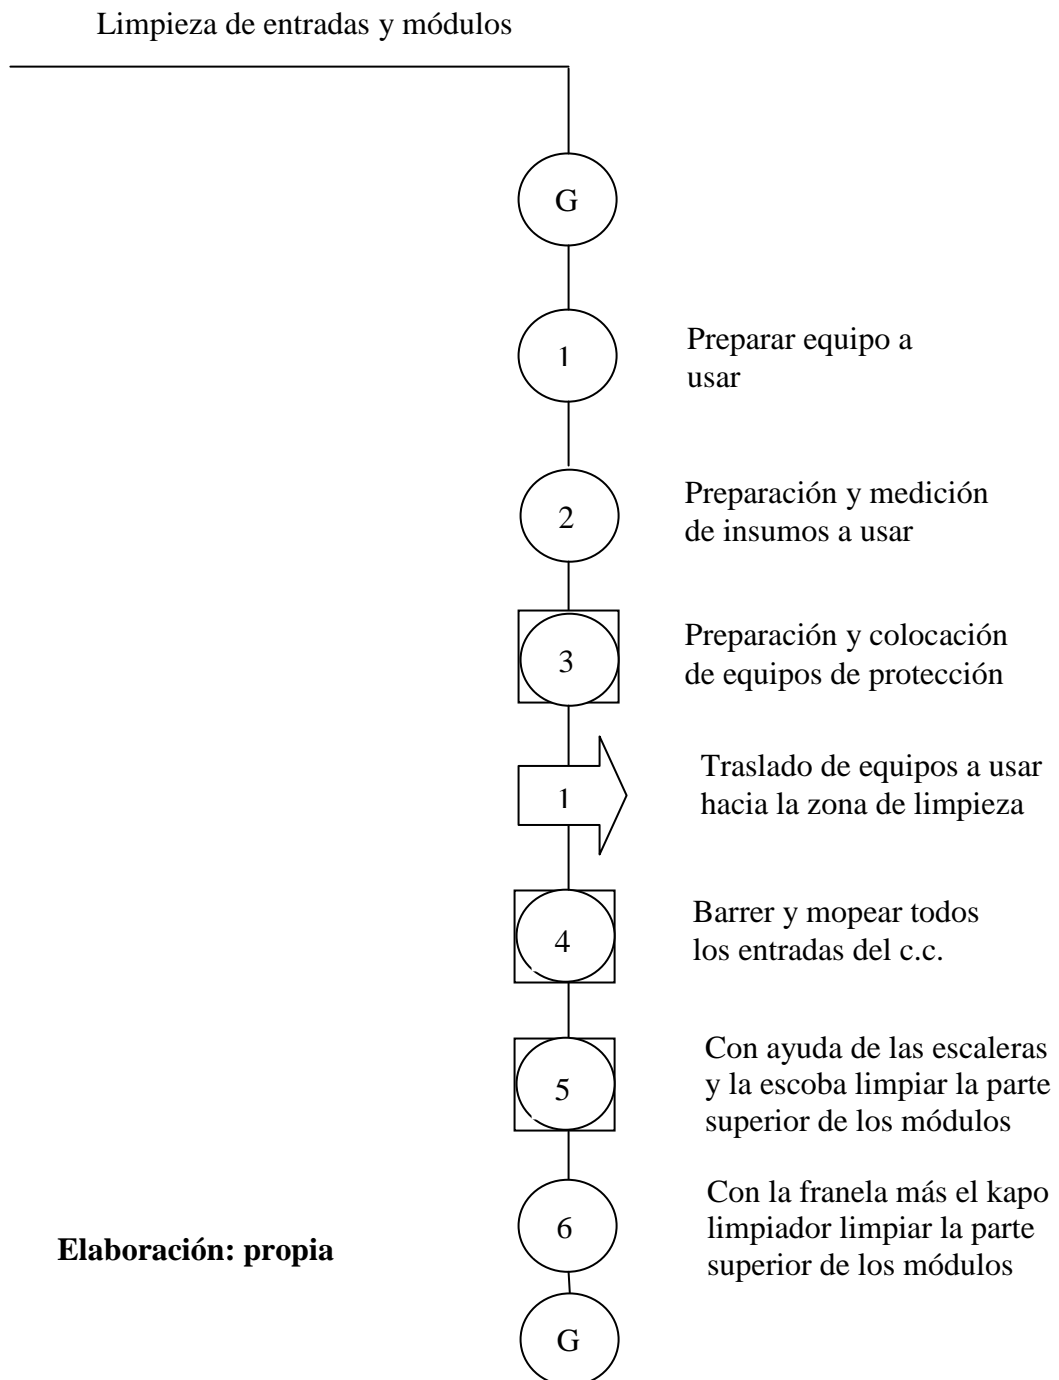 Limpieza de entradas y módulos
G
1
Preparar equipo a
usar
2
Preparación y medición
de insumos a usar
3
Preparación y colocación
de equipos de protección
1
Traslado de equipos a usar
hacia la zona de limpieza
4
Barrer y mopear todos
los entradas del c.c.
5
Con ayuda de las escaleras
y la escoba limpiar la parte
superior de los módulos
6
Con la franela más el kapo
limpiador limpiar la parte
superior de los módulos
Elaboración: propia
G